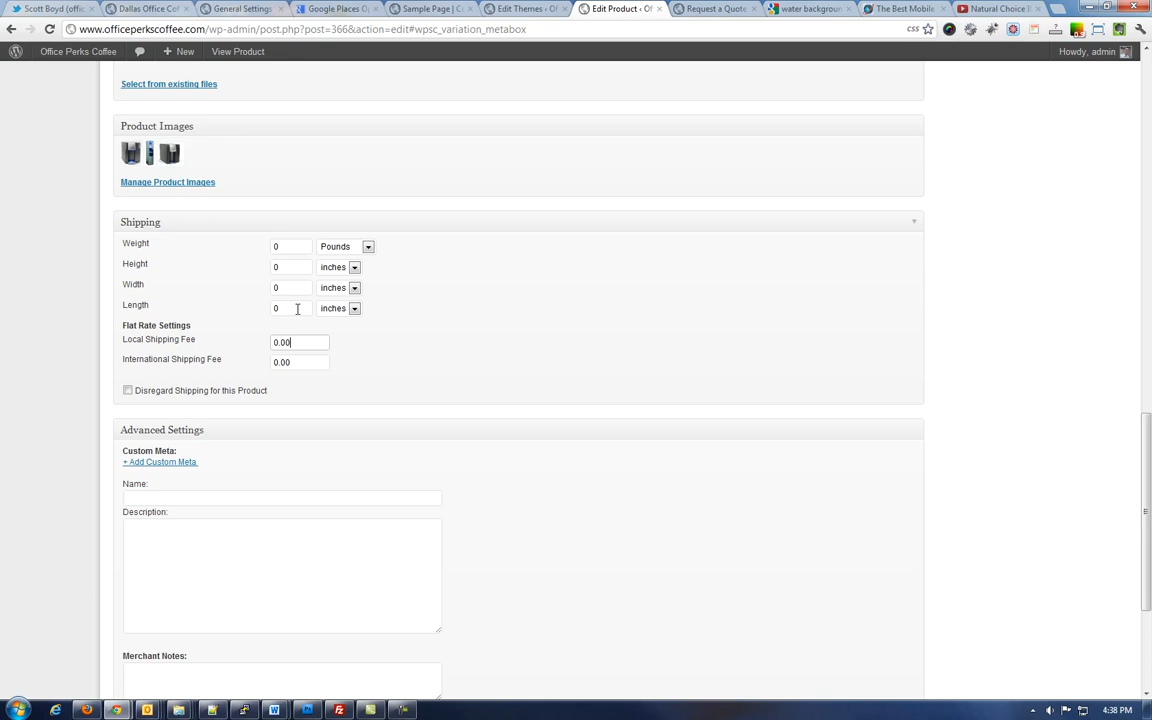 Scott Boyd (offic
Dallas Office Cof
General Settings
Google Places O
Sample Page | C
Edit Themes ‹ O
Edit Product ‹ Of
Request a Quote
water backgroun
The Best Mobile
Natural Choice I
www.officeperkscoffee.com/wp-admin/post.php?post=366&action=edit#wpsc_variation_metabox
css
Office Perks Coffee
+ New
View Product
Howdy, admin
Select from existing files
Product Images
Manage Product Images
Shipping
Weight 0 Pounds
Height 0 inches
Width 0 inches
Length 0 inches
Flat Rate Settings
Local Shipping Fee 0.00
International Shipping Fee 0.00
Disregard Shipping for this Product
Advanced Settings
Custom Meta:
+ Add Custom Meta
Name:
Description:
Merchant Notes:
4:38 PM